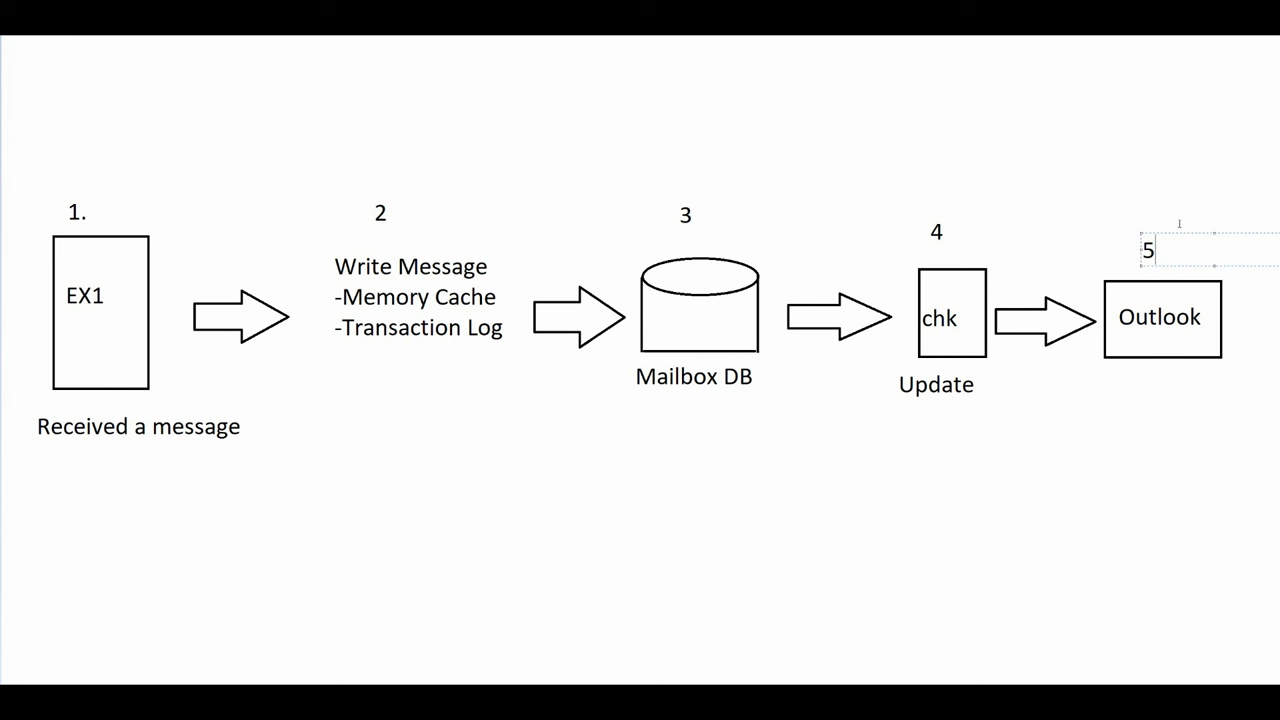 1.
EX1
Received a message
2
Write Message
-Memory Cache
-Transaction Log
3
Mailbox DB
4
chk
Update
5
Outlook